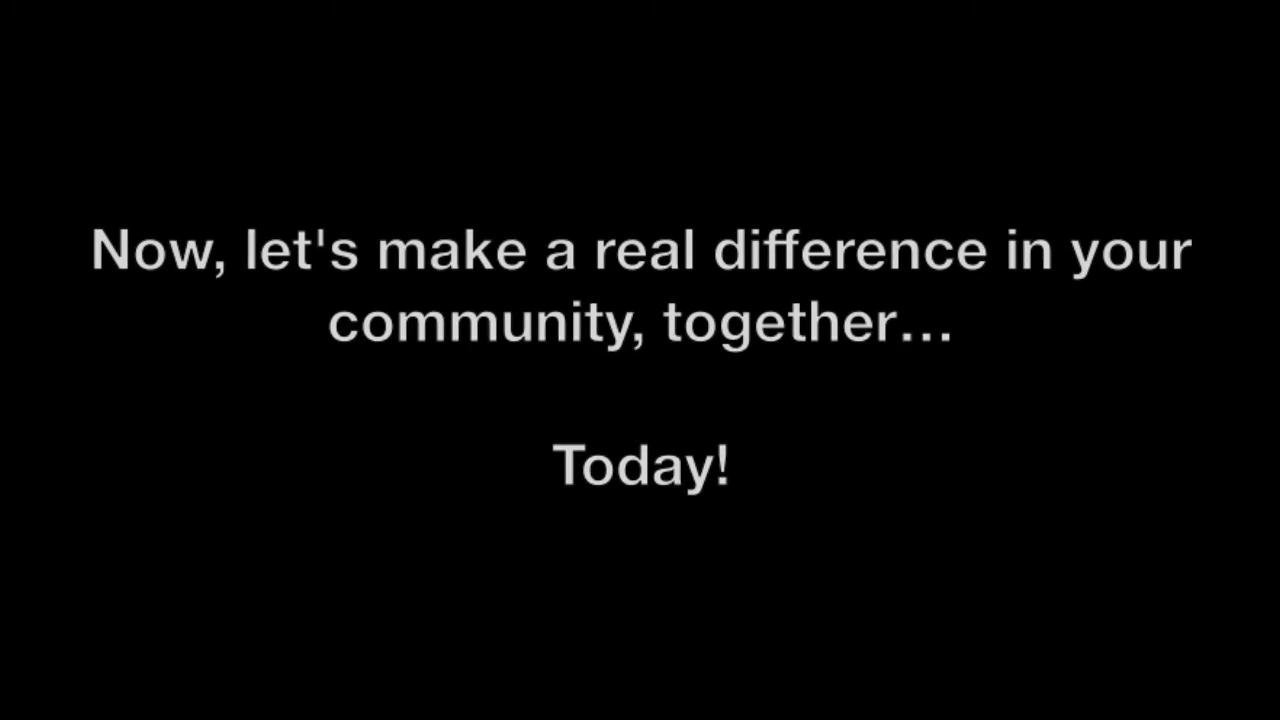 Now, let's make a real difference in your
community, together...
Today!